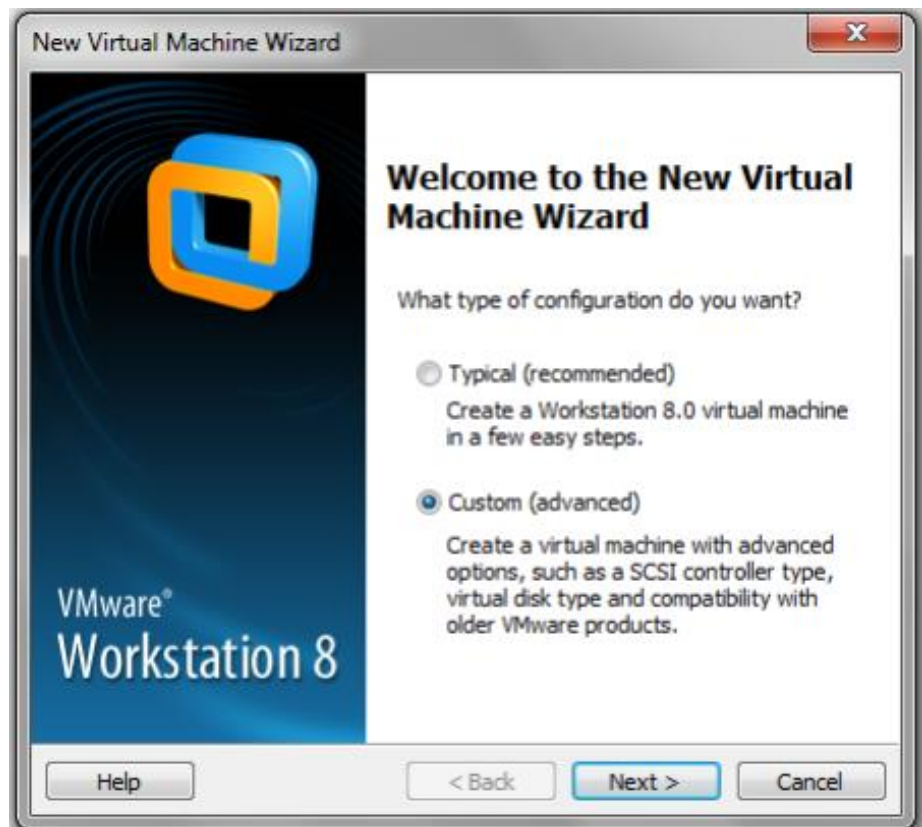 New Virtual Machine Wizard
Welcome to the New Virtual
Machine Wizard
What type of configuration do you want?
Typical (recommended)
Create a Workstation 8.0 virtual machine
in a few easy steps.
Custom (advanced)
Create a virtual machine with advanced
options, such as a SCSI controller type,
virtual disk type and compatibility with
older VMware products.
VMware®
Workstation 8
Help
< Back
Next >
Cancel